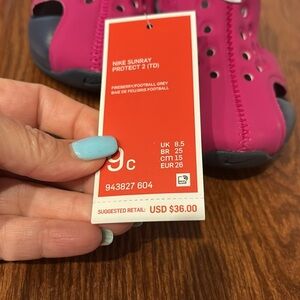 NIKE SUNRAY
PROTECT 2 (TD)
FIREBERRY/FOOTBALL GREY
BAIE DE FEU/GRIS FOOTBALL
9c
UK 8.5
BR 25
CM 15
EUR 26
943827 604
SUGGESTED RETAIL: USD $36.00